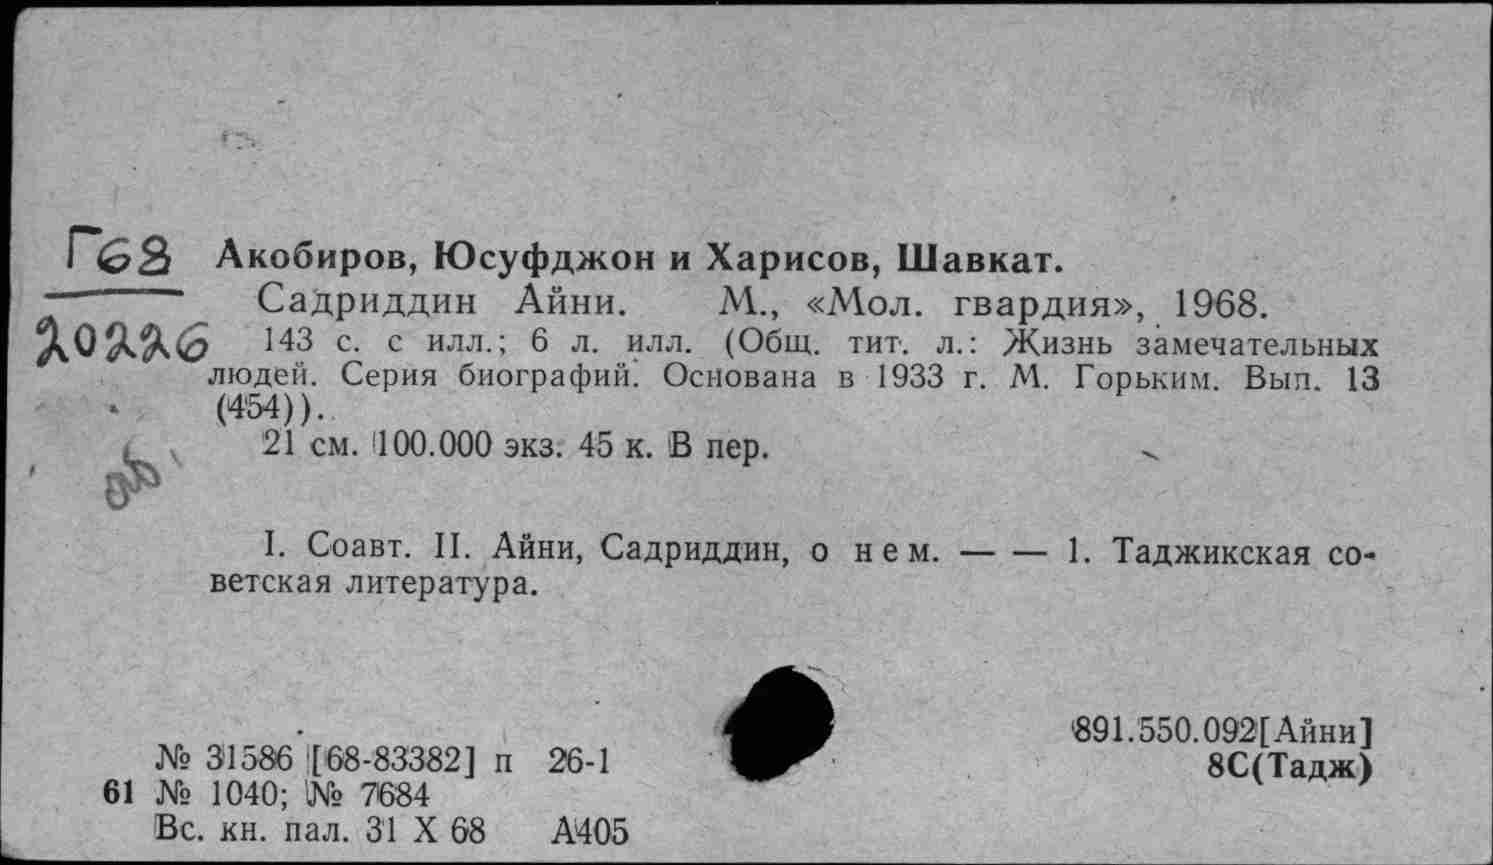 Г68 Акобиров, Юсуфджон и Харисов, Шавкат.
Садриддин Айни. М., «Мол. гвардия», 1968.
143 с. с илл.; 6 л. илл. (Общ. тит. л.: Жизнь замечательных
людей. Серия биографий. Основана в 1933 г. М. Горьким. Вып. 13
(454)).
21 см. 100.000 экз. 45 к. В пер.
I. Соавт. II. Айни, Садриддин, о нем. — — 1. Таджикская со-
ветская литература.
891.550.092[Айни]
8С(Тадж)
№ 31586 [68-83382] п 26-1
61 № 1040; № 7684
Вс. кн. пал. 31 X 68 А405